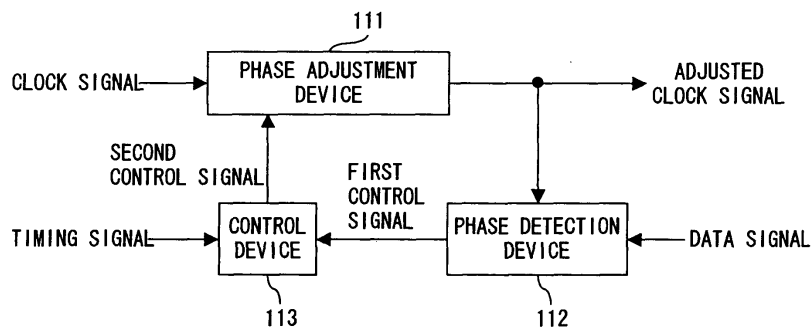 111
CLOCK SIGNAL
PHASE ADJUSTMENT
DEVICE
ADJUSTED
CLOCK SIGNAL
SECOND
CONTROL SIGNAL
FIRST
CONTROL
SIGNAL
TIMING SIGNAL
CONTROL
DEVICE
PHASE DETECTION
DEVICE
DATA SIGNAL
113
112